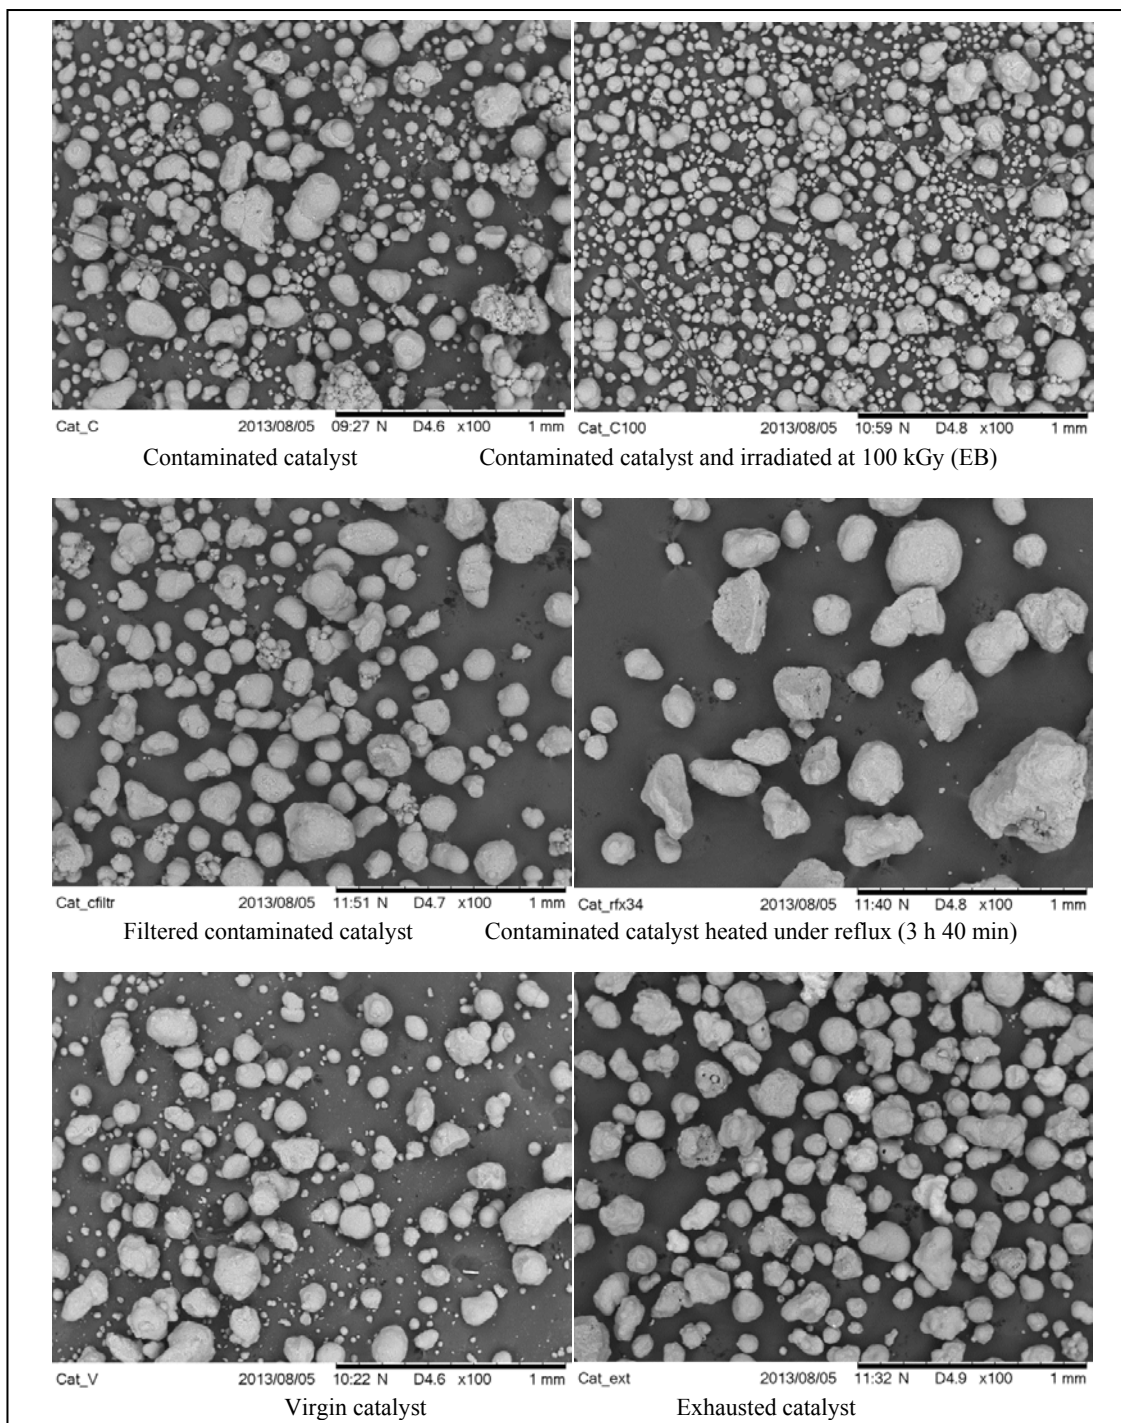 Cat_C 2013/08/05 09:27 N D4.6 x100 1 mm
Cat_C100 2013/08/05 10:59 N D4.8 x100 1 mm
Contaminated catalyst
Contaminated catalyst and irradiated at 100 kGy (EB)
Cat_cfiltr 2013/08/05 11:51 N D4.7 x100 1 mm
Cat_rfx34 2013/08/05 11:40 N D4.8 x100 1 mm
Filtered contaminated catalyst
Contaminated catalyst heated under reflux (3 h 40 min)
Cat_V 2013/08/05 10:22 N D4.6 x100 1 mm
Cat_ext 2013/08/05 11:32 N D4.9 x100 1 mm
Virgin catalyst
Exhausted catalyst